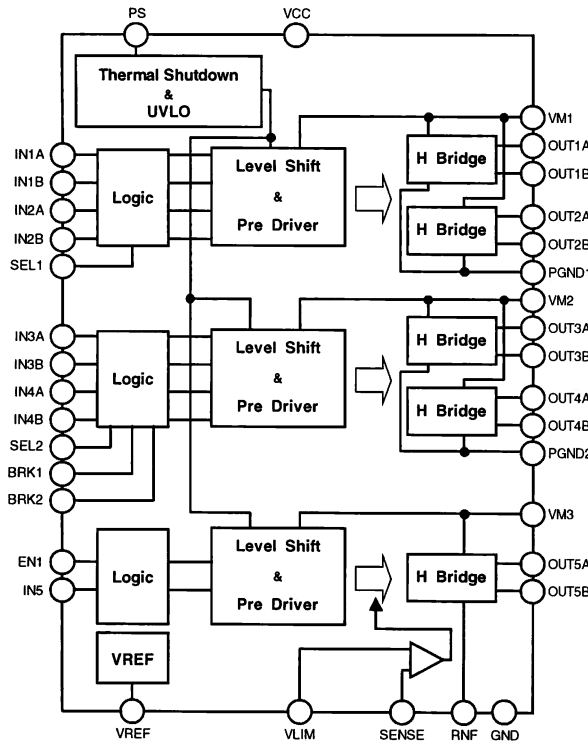 PS
VCC
Thermal Shutdown
&
UVLO
VM1
OUT1A
OUT1B
OUT2A
OUT2B
PGND1
IN1A
IN1B
IN2A
IN2B
SEL1
Logic
Level Shift
&
Pre Driver
H Bridge
H Bridge
VM2
OUT3A
OUT3B
OUT4A
OUT4B
PGND2
IN3A
IN3B
IN4A
IN4B
SEL2
BRK1
BRK2
Logic
Level Shift
&
Pre Driver
H Bridge
H Bridge
VM3
OUT5A
OUT5B
EN1
IN5
Logic
Level Shift
&
Pre Driver
H Bridge
VREF
VREF
VLIM
SENSE
RNF
GND